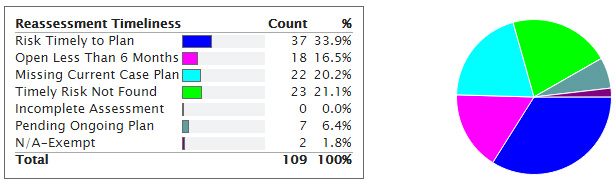 Reassessment Timeliness Count %
Risk Timely to Plan 37 33.9%
Open Less Than 6 Months 18 16.5%
Missing Current Case Plan 22 20.2%
Timely Risk Not Found 23 21.1%
Incomplete Assessment 0 0.0%
Pending Ongoing Plan 7 6.4%
N/A-Exempt 2 1.8%
Total 109 100%